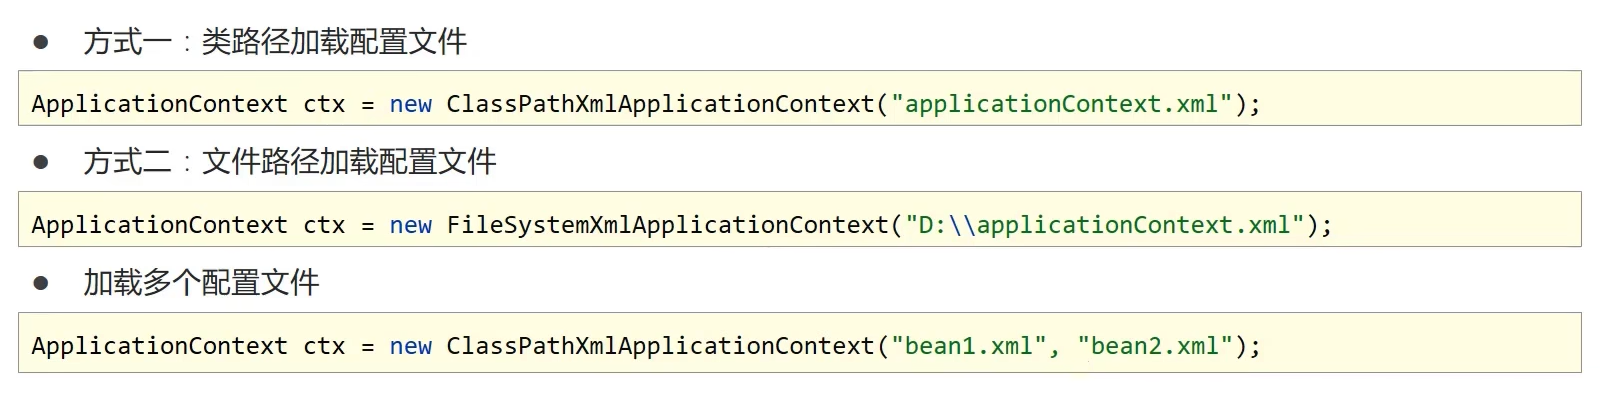 ● 方式一：类路径加载配置文件
ApplicationContext ctx = new ClassPathXmlApplicationContext("applicationContext.xml");
● 方式二：文件路径加载配置文件
ApplicationContext ctx = new FileSystemXmlApplicationContext("D:\\applicationContext.xml");
● 加载多个配置文件
ApplicationContext ctx = new ClassPathXmlApplicationContext("bean1.xml", "bean2.xml");